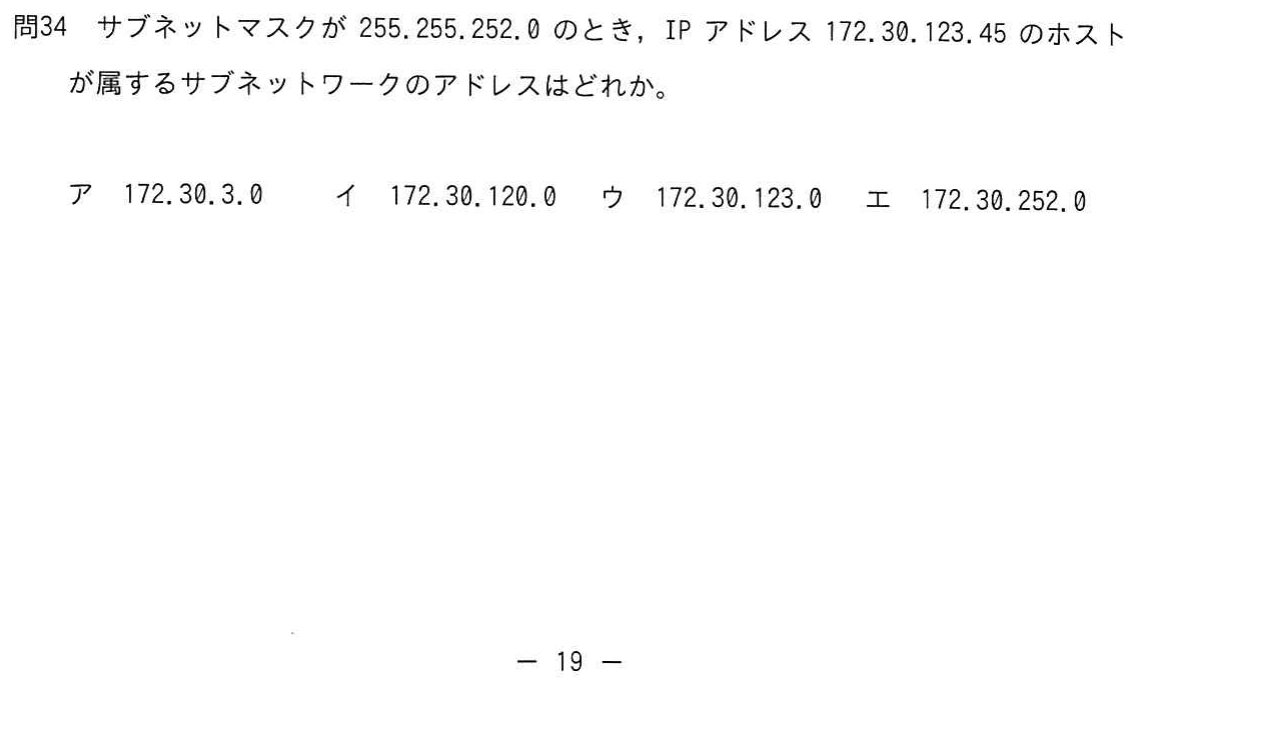 問34　サブネットマスクが 255.255.252.0 のとき，IP アドレス 172.30.123.45 のホスト
が属するサブネットワークのアドレスはどれか。
ア　172.30.3.0　イ　172.30.120.0　ウ　172.30.123.0　エ　172.30.252.0
－ 19 －